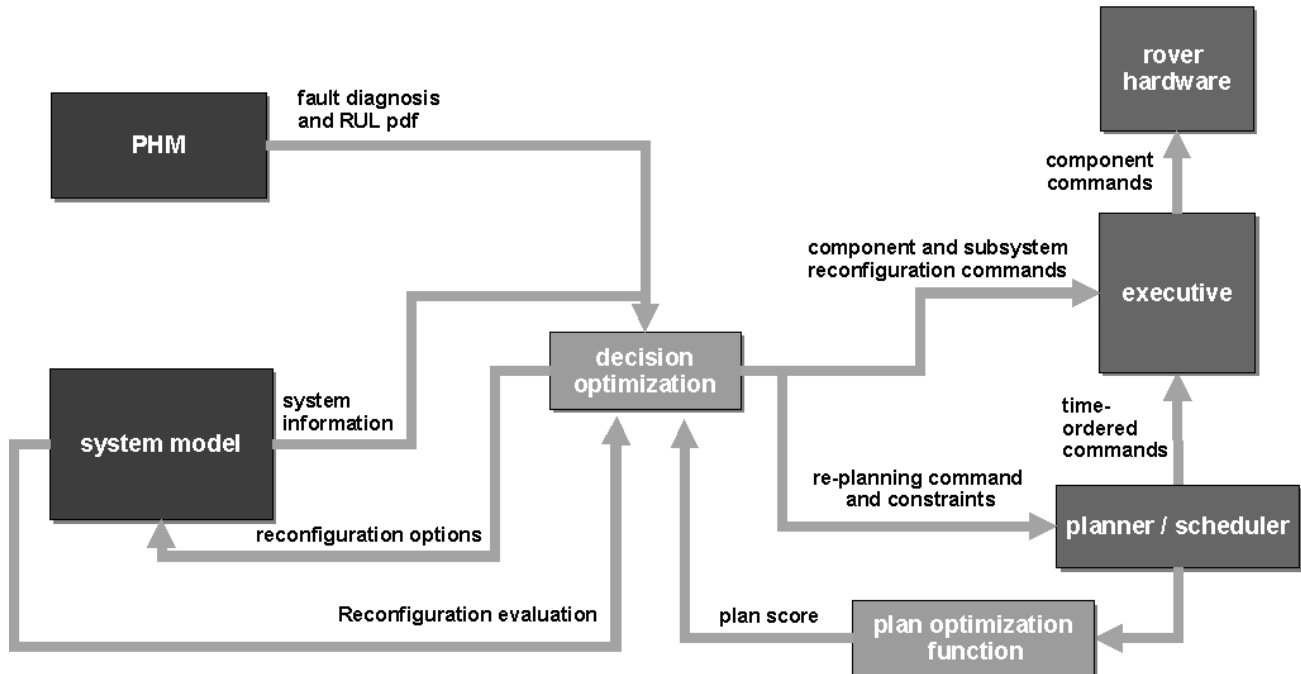 rover
hardware
fault diagnosis
and RUL pdf
PHM
component
commands
component and subsystem
reconfiguration commands
executive
decision
optimization
system
information
system model
time-
ordered
commands
re-planning command
and constraints
planner / scheduler
reconfiguration options
Reconfiguration evaluation
plan score
plan optimization
function